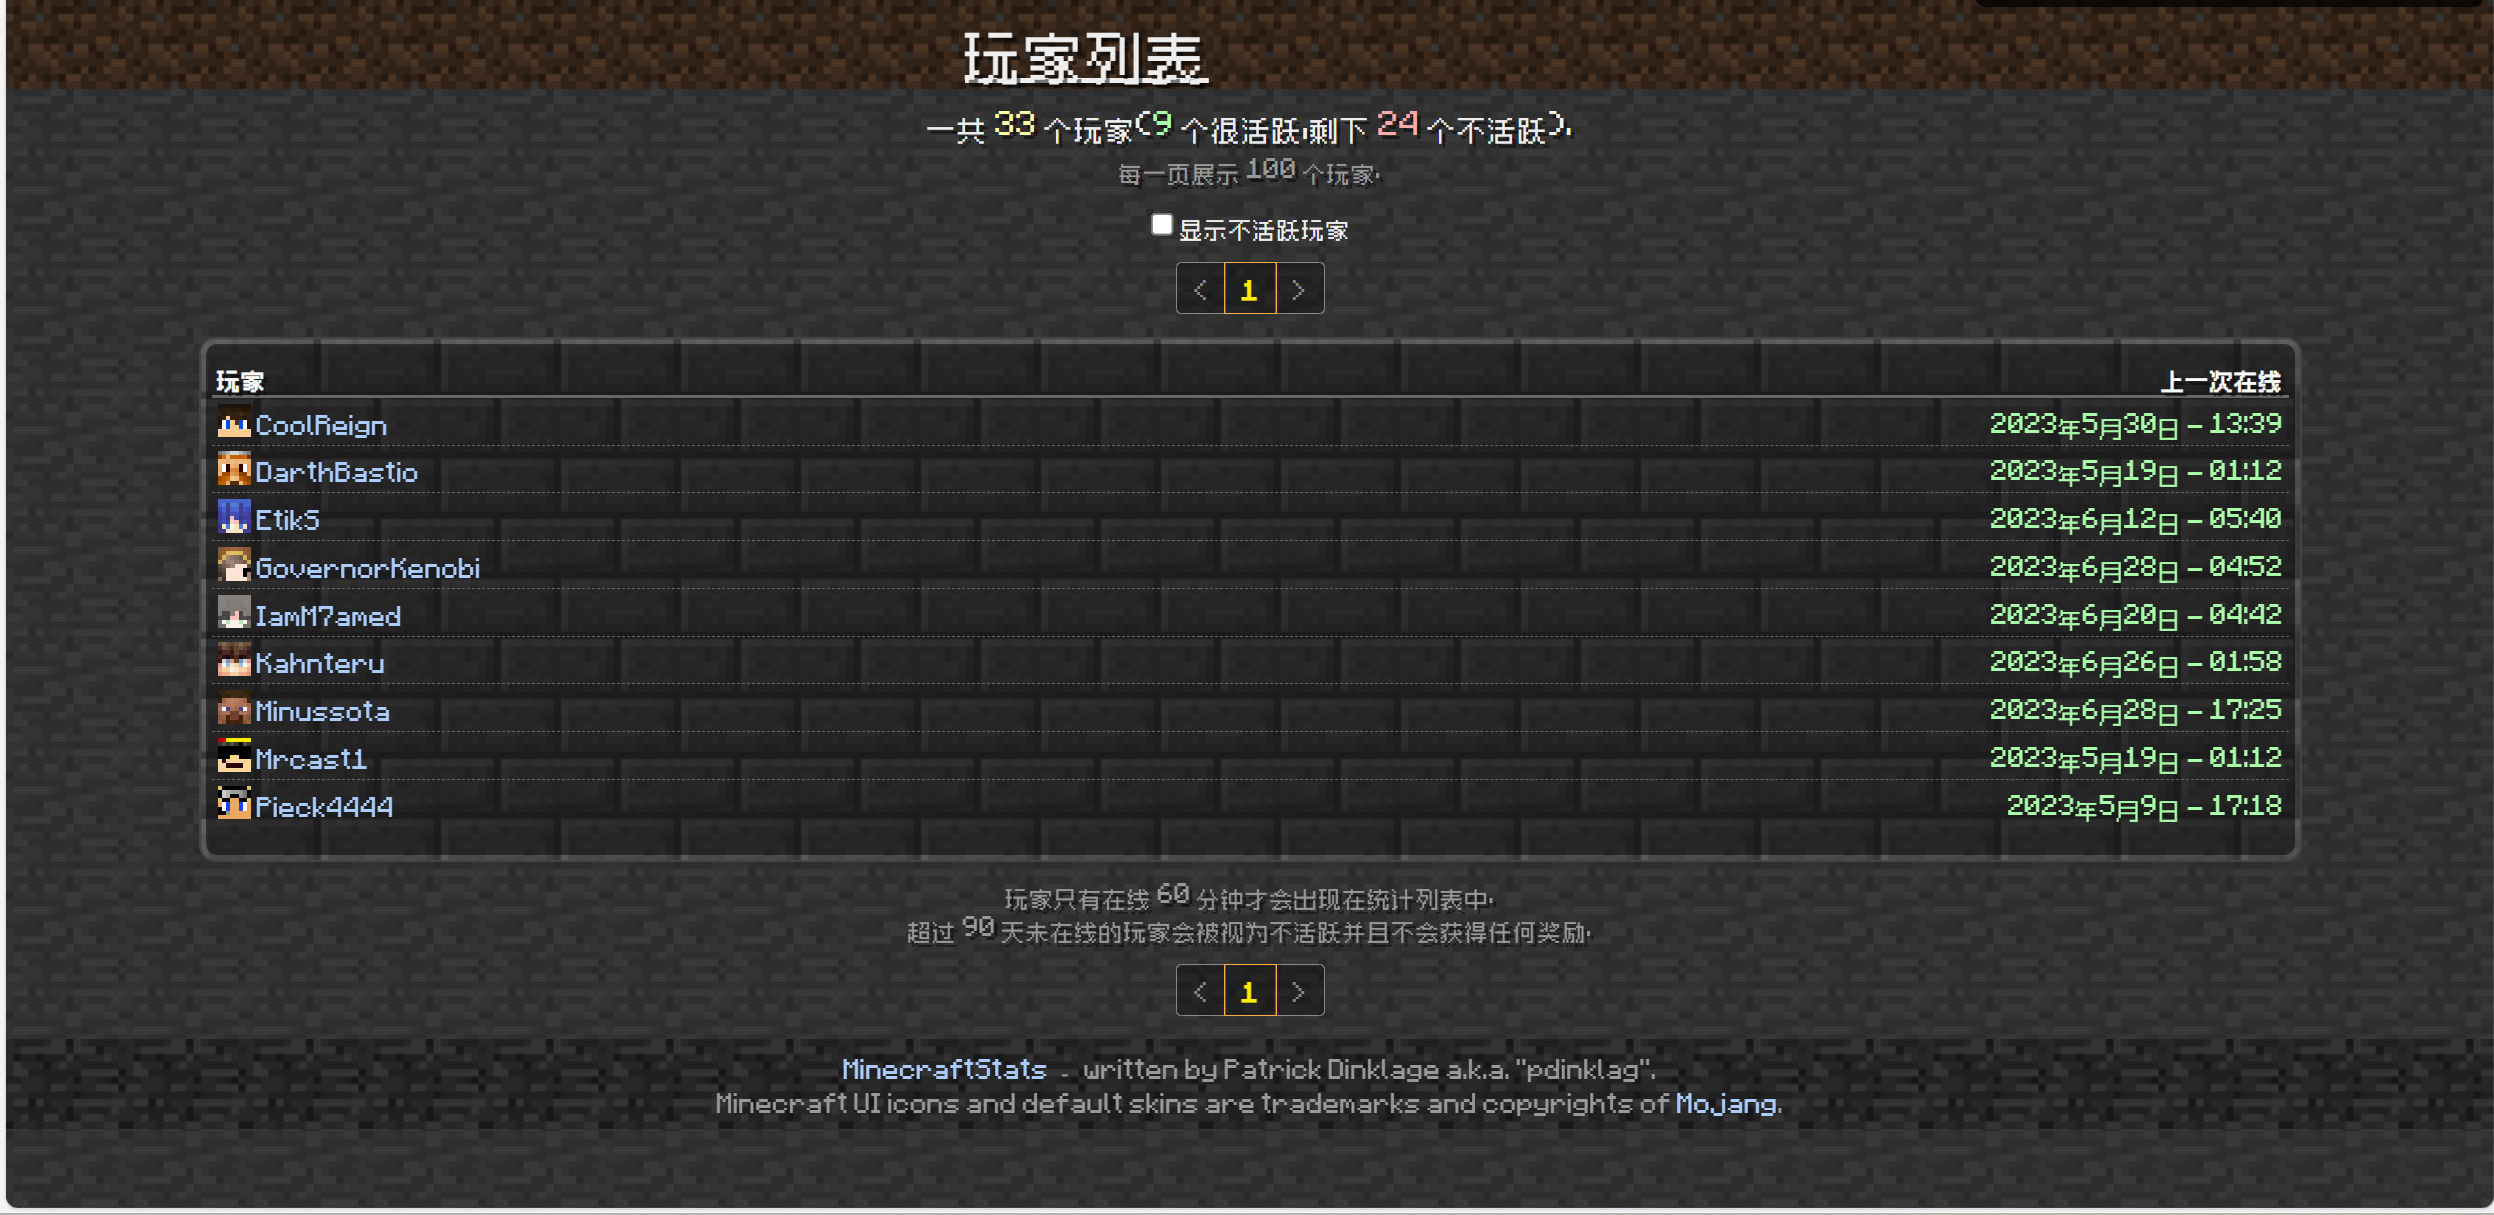 玩家列表
一共 33 个玩家(9 个很活跃,剩下 24 个不活跃).
每一页展示 100 个玩家.
显示不活跃玩家
< 1 >
玩家 上一次在线
CoolReign 2023年5月30日 - 13:39
DarthBastio 2023年5月19日 - 01:12
EtikS 2023年6月12日 - 05:40
GovernorKenobi 2023年6月28日 - 04:52
IamM7amed 2023年6月20日 - 04:42
Kahnteru 2023年6月26日 - 01:58
Minussota 2023年6月28日 - 17:25
Mrcast1 2023年5月19日 - 01:12
Pieck4444 2023年5月9日 - 17:18
玩家只有在线 60 分钟才会出现在统计列表中.
超过 90 天未在线的玩家会被视为不活跃并且不会获得任何奖励.
< 1 >
MinecraftStats - written by Patrick Dinklage a.k.a. "pdinklag".
Minecraft UI icons and default skins are trademarks and copyrights of Mojang.